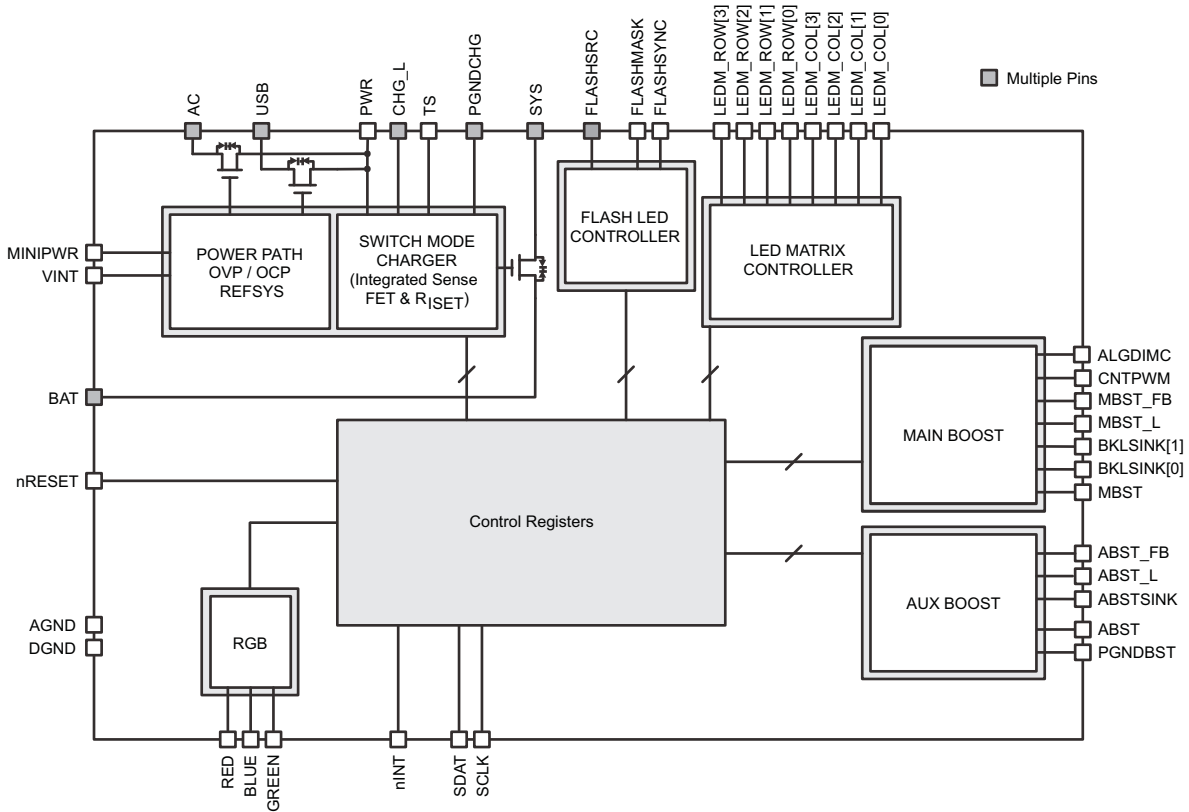 AC
USB
PWR
CHG_L
TS
PGNDCHG
SYS
FLASHSRC
FLASHMASK
FLASHSYNC
LEDM_ROW[3]
LEDM_ROW[2]
LEDM_ROW[1]
LEDM_ROW[0]
LEDM_COL[3]
LEDM_COL[2]
LEDM_COL[1]
LEDM_COL[0]
Multiple Pins
MINIPWR
VINT
POWER PATH
OVP / OCP
REFSYS
SWITCH MODE
CHARGER
(Integrated Sense
FET & RISET)
FLASH LED
CONTROLLER
LED MATRIX
CONTROLLER
BAT
nRESET
AGND
DGND
Control Registers
MAIN BOOST
ALGDIMC
CNTPWM
MBST_FB
MBST_L
BKLSINK[1]
BKLSINK[0]
MBST
AUX BOOST
ABST_FB
ABST_L
ABSTSINK
ABST
PGNDBST
RGB
RED
BLUE
GREEN
nINT
SDAT
SCLK